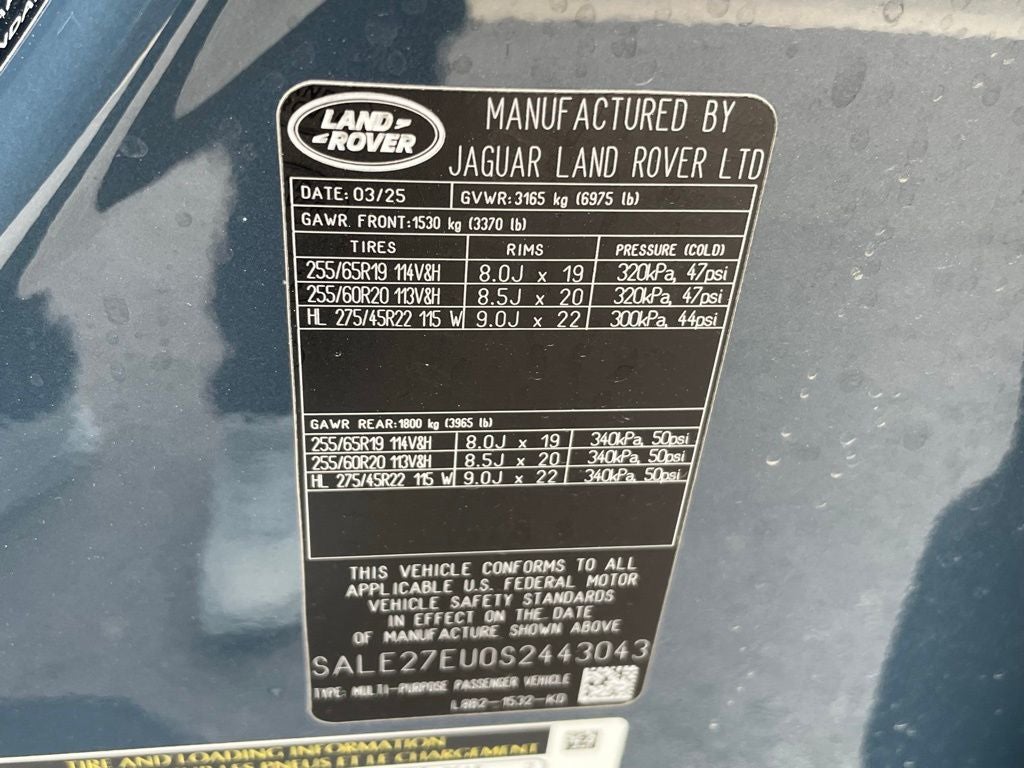 LAND ROVER
MANUFACTURED BY
JAGUAR LAND ROVER LTD
DATE: 03/25 GVWR: 3165 kg (6975 lb)
GAWR FRONT: 1530 kg (3370 lb)
TIRES RIMS PRESSURE (COLD)
255/65R19 114V&H 8.0J x 19 320kPa, 47psi
255/60R20 113V&H 8.5J x 20 320kPa, 47psi
HL 275/45R22 115 W 9.0J x 22 300kPa, 44psi
GAWR REAR: 1800 kg (3965 lb)
255/65R19 114V&H 8.0J x 19 340kPa, 50psi
255/60R20 113V&H 8.5J x 20 340kPa, 50psi
HL 275/45R22 115 W 9.0J x 22 340kPa, 50psi
THIS VEHICLE CONFORMS TO ALL
APPLICABLE U.S. FEDERAL MOTOR
VEHICLE SAFETY STANDARDS
IN EFFECT ON THE DATE
OF MANUFACTURE SHOWN ABOVE
SALE27EU0S2443043
TYPE: MULTI-PURPOSE PASSENGER VEHICLE
TIRE AND LOADING INFORMATION
LES PNEUS ET LE CHARGEMENT